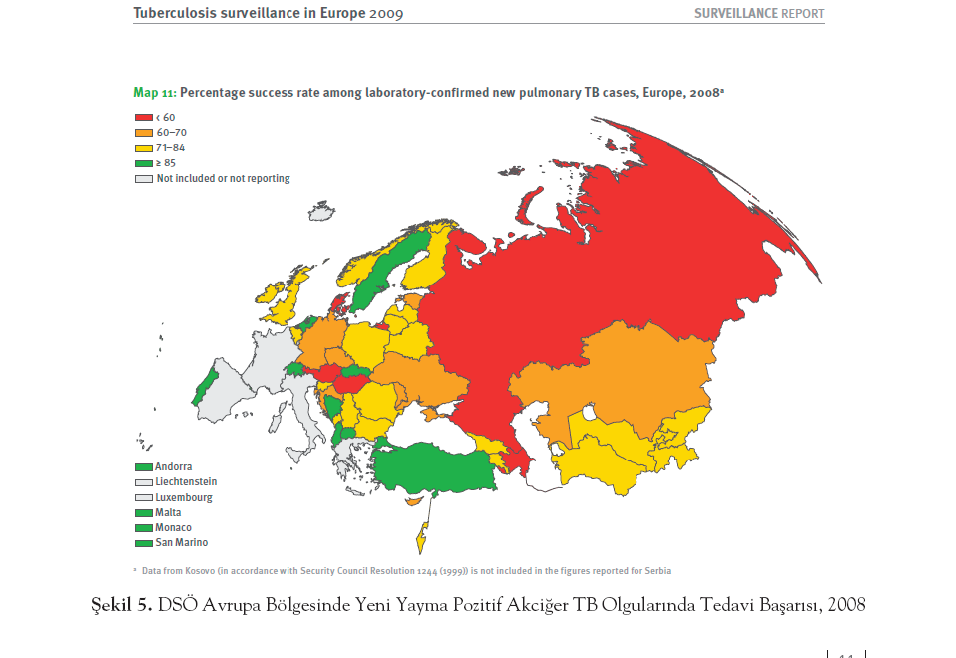 Tuberculosis surveillance in Europe 2009
SURVEILLANCE REPORT
Map 11: Percentage success rate among laboratory-confirmed new pulmonary TB cases, Europe, 2008ª
< 60
60–70
71–84
≥ 85
Not included or not reporting
Andorra
Liechtenstein
Luxembourg
Malta
Monaco
San Marino
ª Data from Kosovo (in accordance with Security Council Resolution 1244 (1999)) is not included in the figures reported for Serbia
Şekil 5. DSÖ Avrupa Bölgesinde Yeni Yayma Pozitif Akciğer TB Olgularında Tedavi Başarısı, 2008